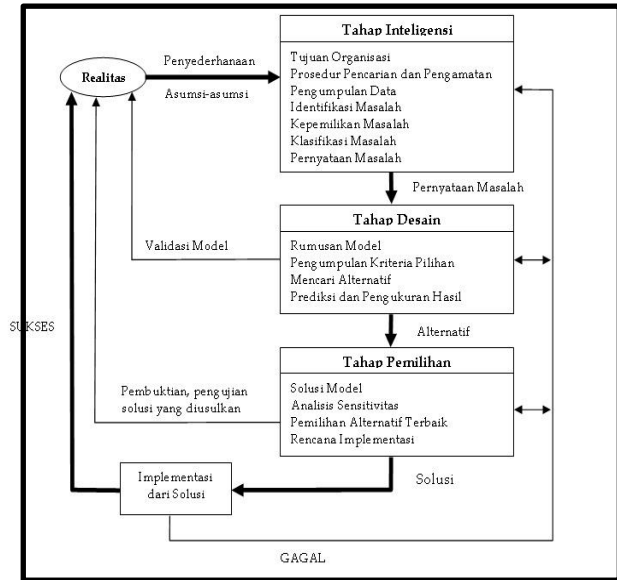 Tahap Inteligensi
Penyederhanaan
Realitas
Asumsi-asumsi
Tujuan Organisasi
Prosedur Pencarian dan Pengamatan
Pengumpulan Data
Identifikasi Masalah
Kepemilikan Masalah
Klasifikasi Masalah
Pernyataan Masalah
Pernyataan Masalah
Tahap Desain
Validasi Model
Rumusan Model
Pengumpulan Kriteria Pilihan
Mencari Alternatif
Prediksi dan Pengukuran Hasil
SUKSES
Alternatif
Tahap Pemilihan
Pembuktian, pengujian
solusi yang diusulkan
Solusi Model
Analisis Sensitivitas
Pemilihan Alternatif Terbaik
Rencana Implementasi
Implementasi
dari Solusi
Solusi
GAGAL